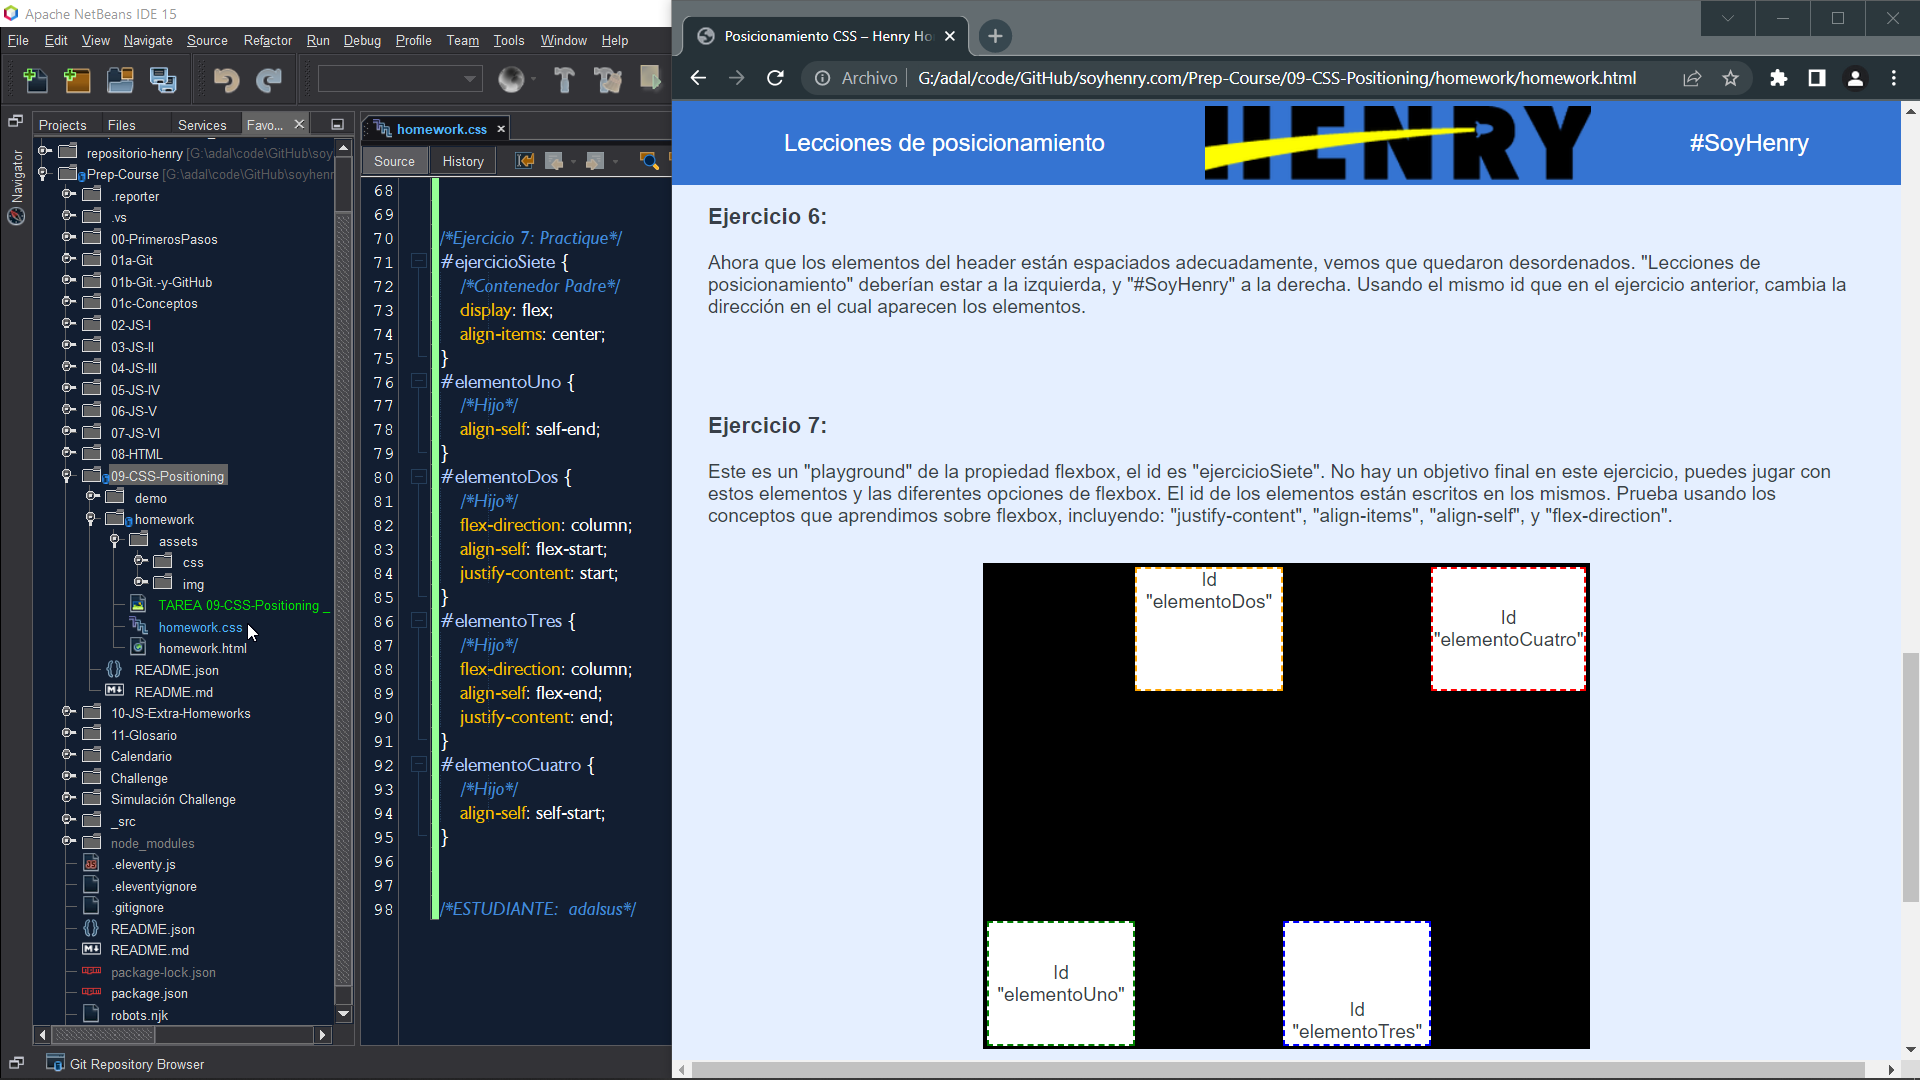 Apache NetBeans IDE 15
File Edit View Navigate Source Refactor Run Debug Profile Team Tools Window Help
Projects Files Services Favo...
Navigator
repositorio-henry [G:\adal\code\GitHub\soy
Prep-Course [G:\adal\code\GitHub\soyhenr
.reporter
.vs
00-PrimerosPasos
01a-Git
01b-Git.-y-GitHub
01c-Conceptos
02-JS-I
03-JS-II
04-JS-III
05-JS-IV
06-JS-V
07-JS-VI
08-HTML
09-CSS-Positioning
demo
homework
assets
css
img
TAREA 09-CSS-Positioning _
homework.css
homework.html
README.json
README.md
10-JS-Extra-Homeworks
11-Glosario
Calendario
Challenge
Simulación Challenge
_src
node_modules
.eleventy.js
.eleventyignore
.gitignore
README.json
README.md
package-lock.json
package.json
robots.njk
Git Repository Browser
homework.css
Source History
68
69
70 /*Ejercicio 7: Practique*/
71 #ejercicioSiete {
72 /*Contenedor Padre*/
73 display: flex;
74 align-items: center;
75 }
76 #elementoUno {
77 /*Hijo*/
78 align-self: self-end;
79 }
80 #elementoDos {
81 /*Hijo*/
82 flex-direction: column;
83 align-self: flex-start;
84 justify-content: start;
85 }
86 #elementoTres {
87 /*Hijo*/
88 flex-direction: column;
89 align-self: flex-end;
90 justify-content: end;
91 }
92 #elementoCuatro {
93 /*Hijo*/
94 align-self: self-start;
95 }
96
97
98 /*ESTUDIANTE: adalsus*/
Posicionamiento CSS – Henry Ho
Archivo G:/adal/code/GitHub/soyhenry.com/Prep-Course/09-CSS-Positioning/homework/homework.html
Lecciones de posicionamiento HENRY #SoyHenry
Ejercicio 6:
Ahora que los elementos del header están espaciados adecuadamente, vemos que quedaron desordenados. "Lecciones de
posicionamiento" deberían estar a la izquierda, y "#SoyHenry" a la derecha. Usando el mismo id que en el ejercicio anterior, cambia la
dirección en el cual aparecen los elementos.
Ejercicio 7:
Este es un "playground" de la propiedad flexbox, el id es "ejercicioSiete". No hay un objetivo final en este ejercicio, puedes jugar con
estos elementos y las diferentes opciones de flexbox. El id de los elementos están escritos en los mismos. Prueba usando los
conceptos que aprendimos sobre flexbox, incluyendo: "justify-content", "align-items", "align-self", y "flex-direction".
Id
"elementoDos"
Id
"elementoCuatro"
Id
"elementoUno"
Id
"elementoTres"